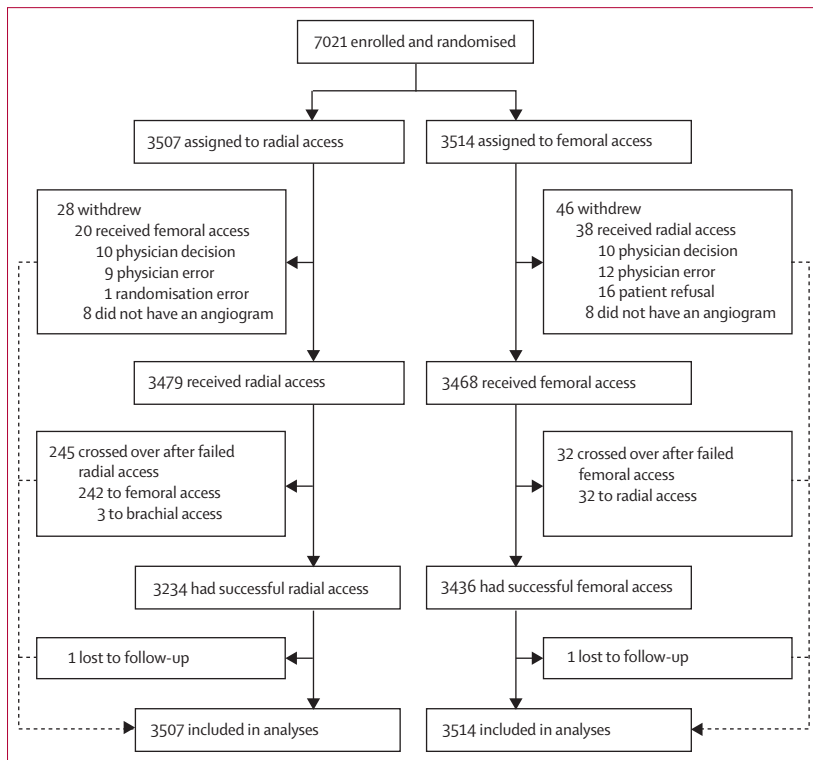 7021 enrolled and randomised
3507 assigned to radial access
3514 assigned to femoral access
28 withdrew
20 received femoral access
10 physician decision
9 physician error
1 randomisation error
8 did not have an angiogram
46 withdrew
38 received radial access
10 physician decision
12 physician error
16 patient refusal
8 did not have an angiogram
3479 received radial access
3468 received femoral access
245 crossed over after failed
radial access
242 to femoral access
3 to brachial access
32 crossed over after failed
femoral access
32 to radial access
3234 had successful radial access
3436 had successful femoral access
1 lost to follow-up
1 lost to follow-up
3507 included in analyses
3514 included in analyses